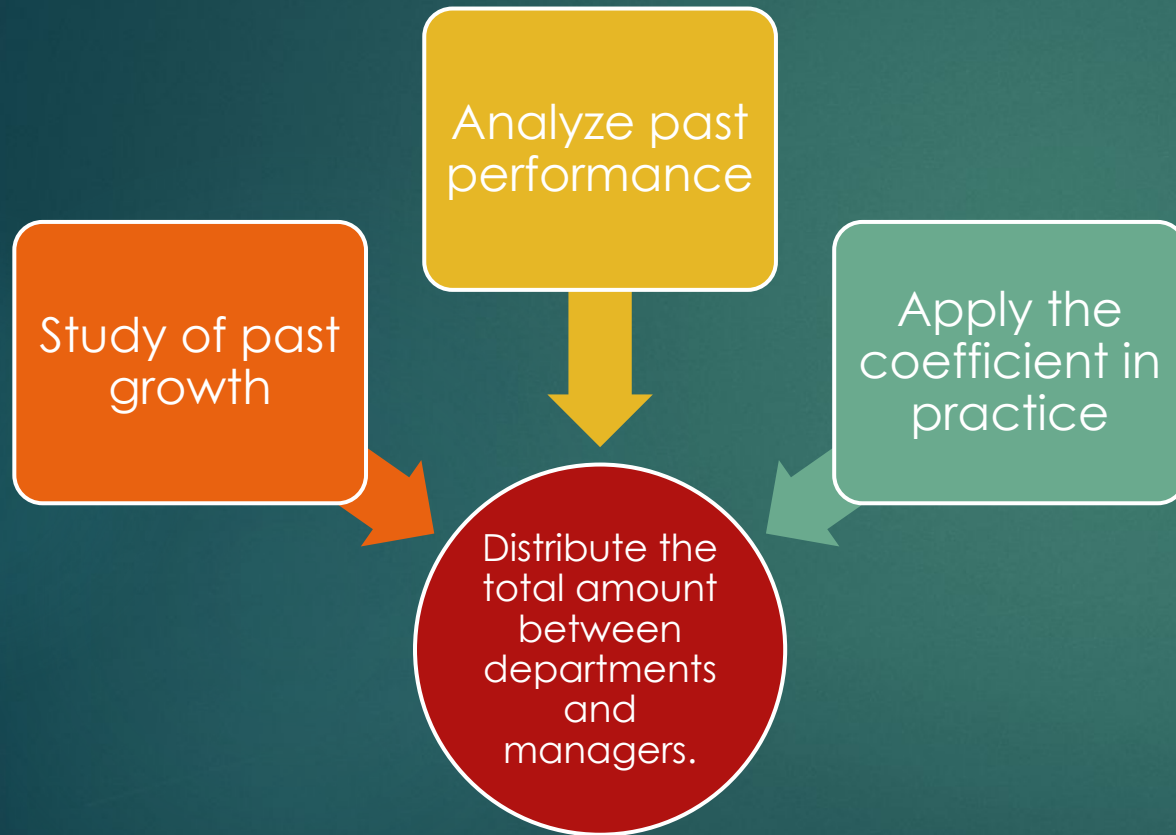 Study of past
growth
Analyze past
performance
Apply the
coefficient in
practice
Distribute the
total amount
between
departments
and
managers.